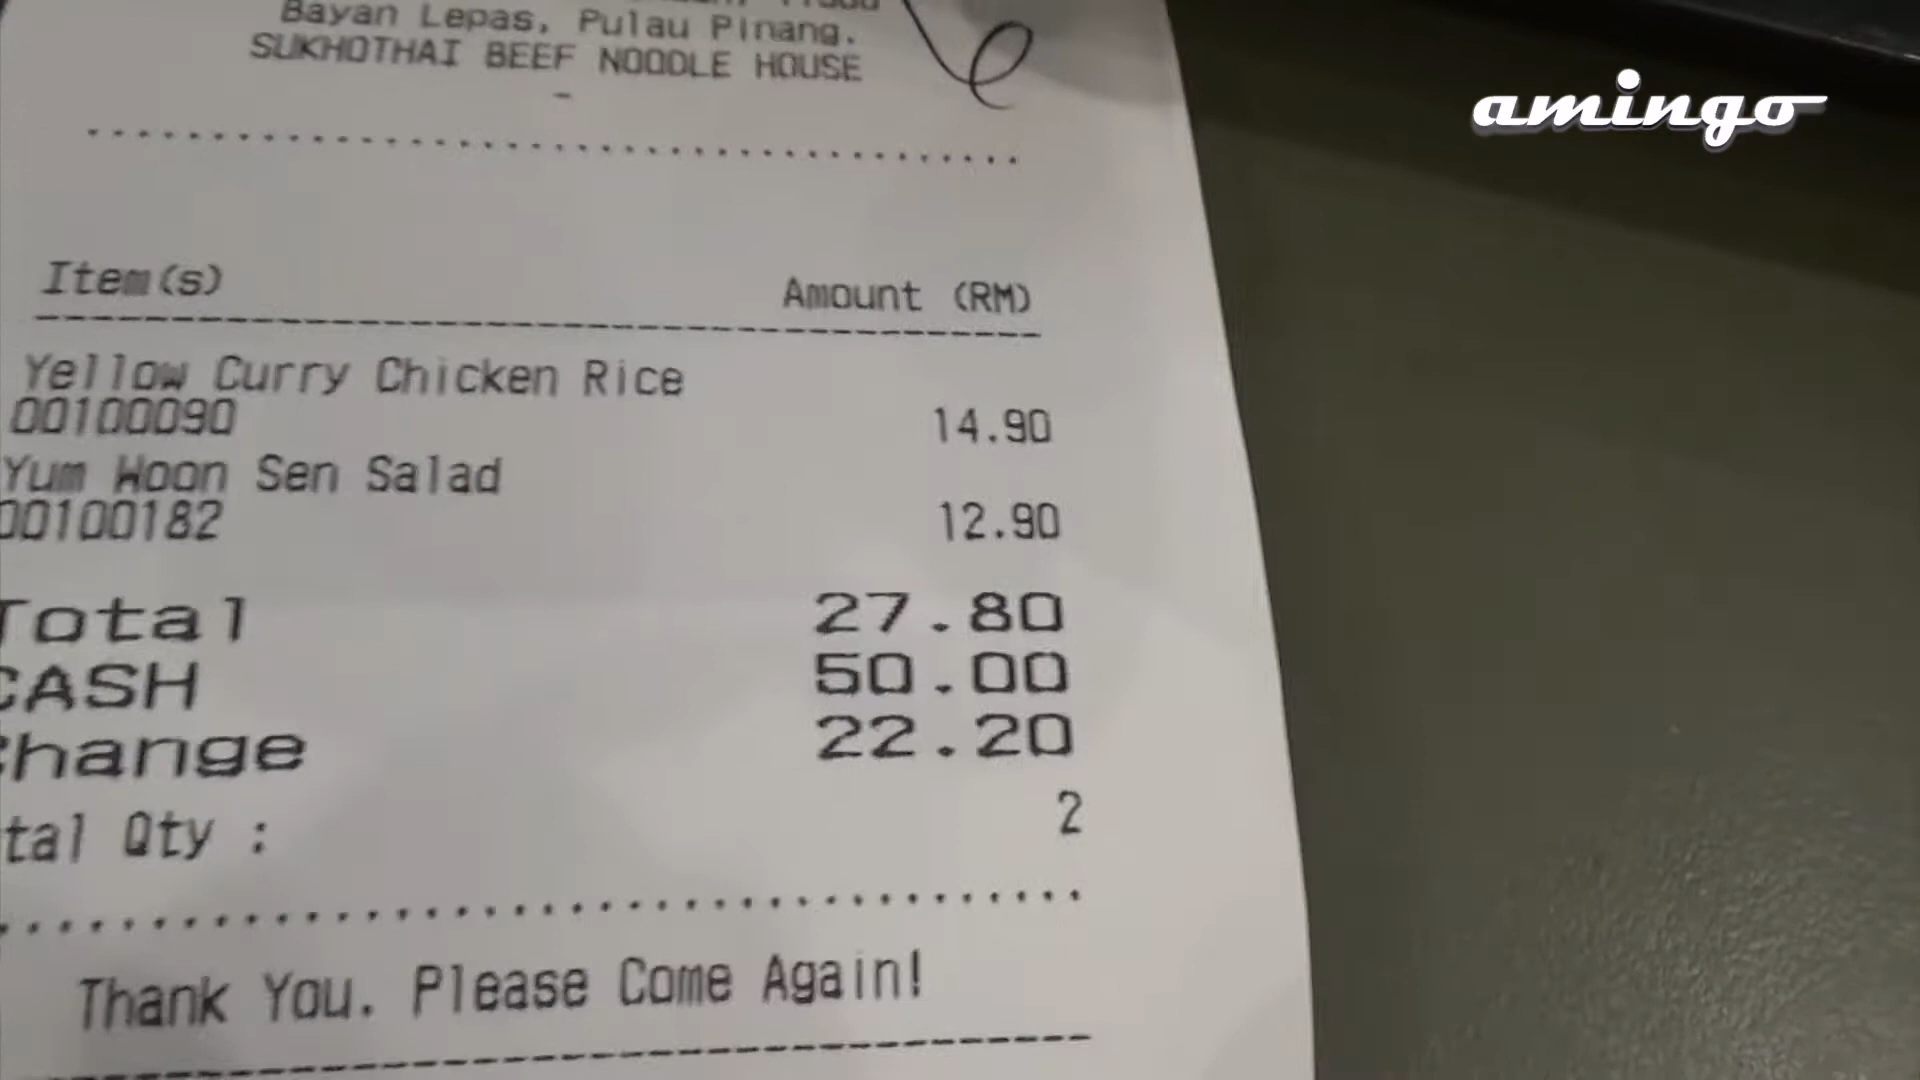 Bayan Lepas, Pulau Pinang.
SUKHOTHAI BEEF NOODLE HOUSE
-
amingo
Item(s) Amount (RM)
Yellow Curry Chicken Rice
00100090 14.90
Yum Woon Sen Salad
00100182 12.90
Total 27.80
CASH 50.00
Change 22.20
tal Qty : 2
Thank You. Please Come Again!